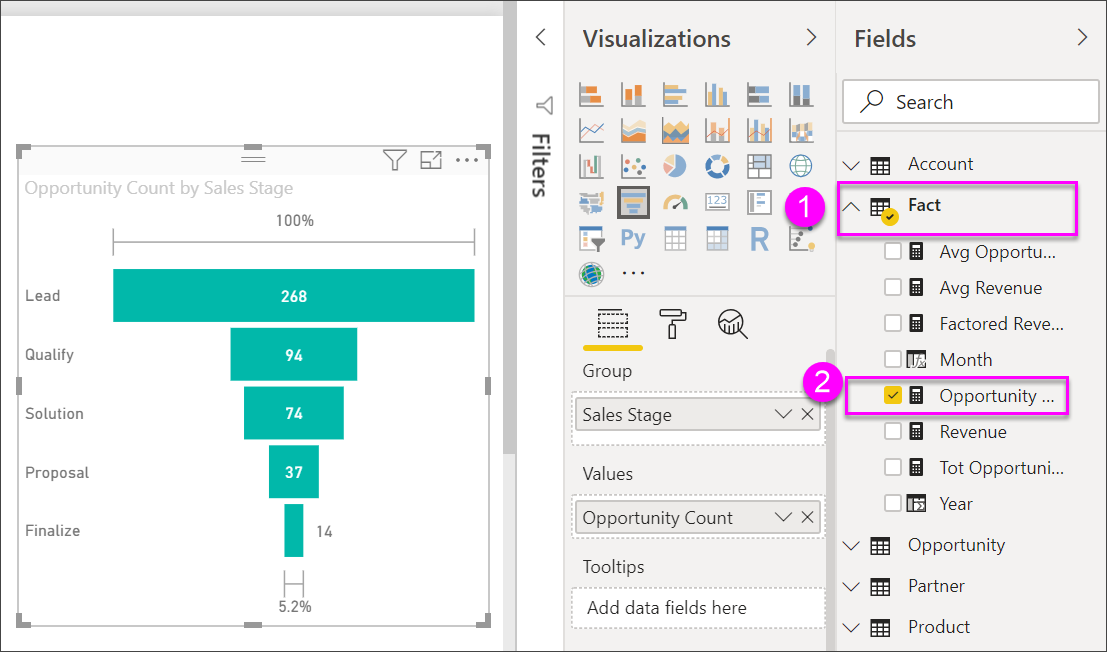 Visualizations
Fields
Search
Filters
Opportunity Count by Sales Stage
100%
Lead
268
Qualify
94
Solution
74
Proposal
37
Finalize
14
5.2%
123
Py
R
Group
Sales Stage
Values
Opportunity Count
Tooltips
Add data fields here
Account
1
Fact
Avg Opportu...
Avg Revenue
Factored Reve...
Month
2
Opportunity ...
Revenue
Tot Opportuni...
Year
Opportunity
Partner
Product